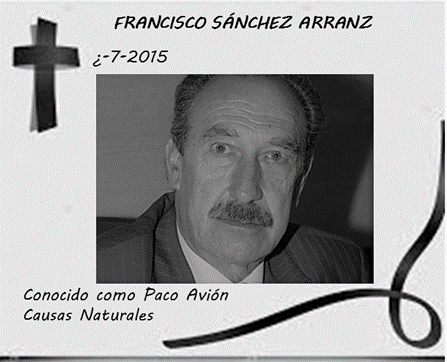 FRANCISCO SÁNCHEZ ARRANZ
¿-7-2015
Conocido como Paco Avión
Causas Naturales